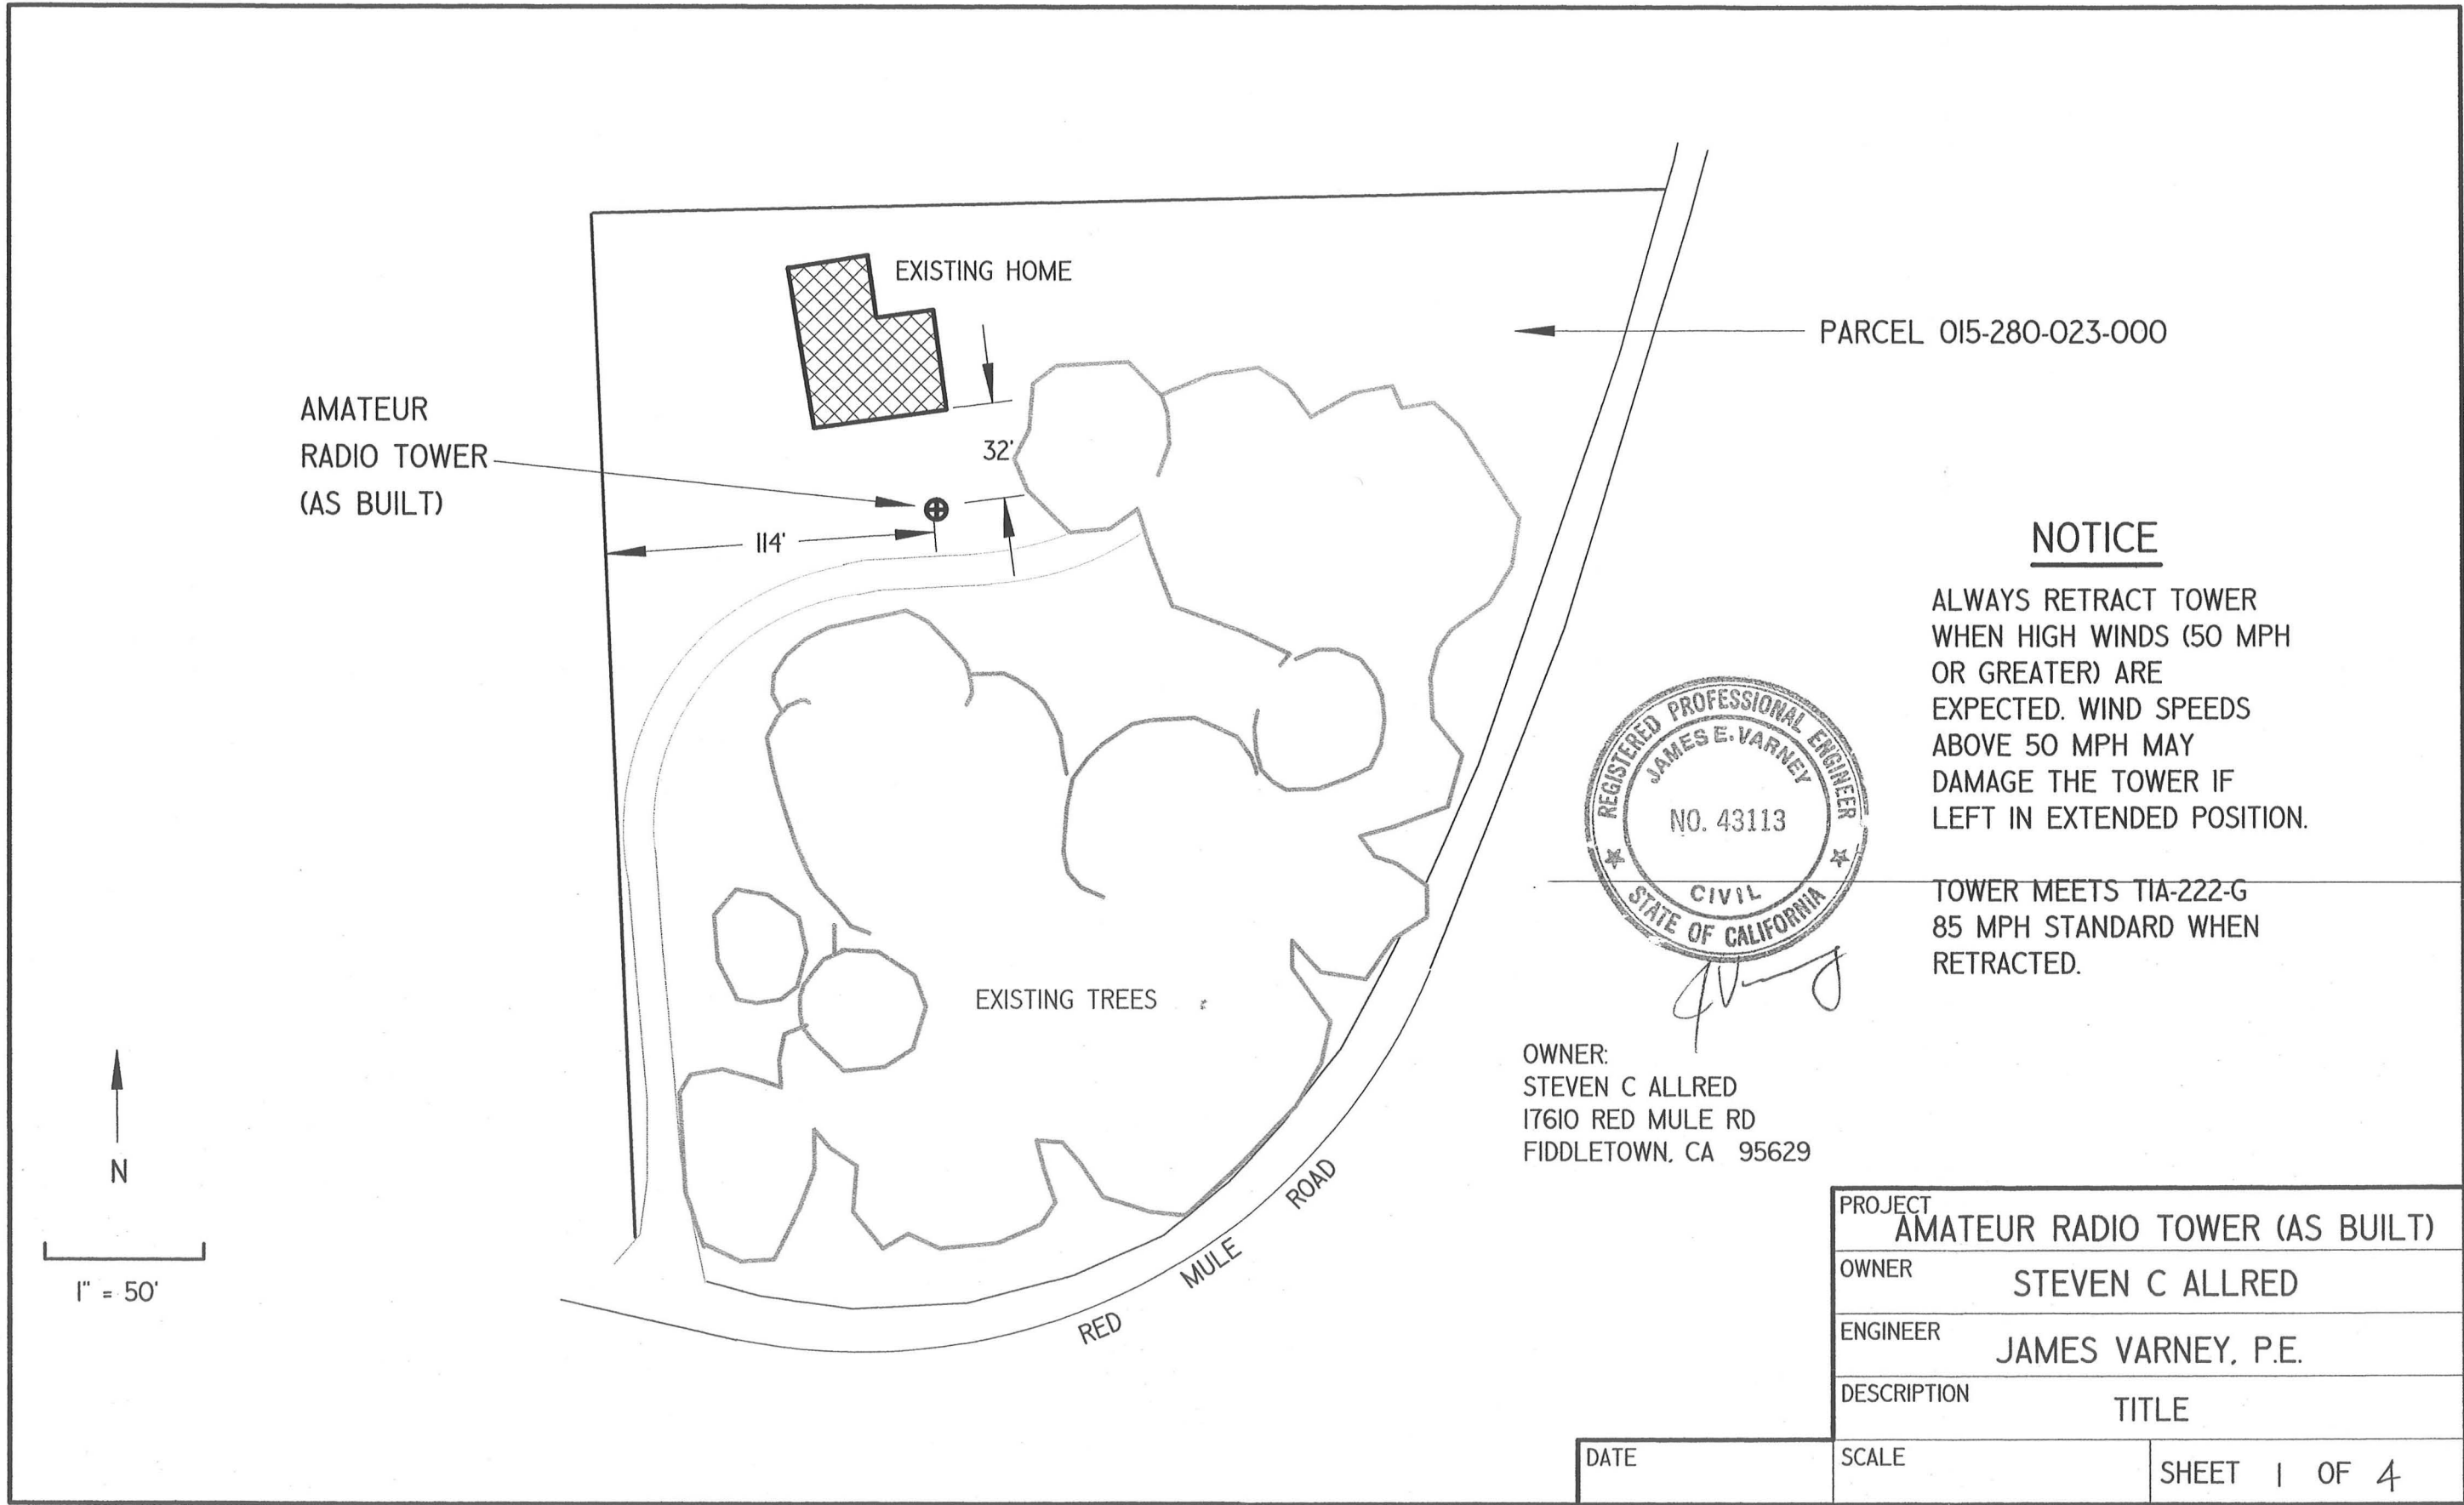 EXISTING HOME
PARCEL 015-280-023-000
AMATEUR
RADIO TOWER
(AS BUILT)
32'
114'
NOTICE
ALWAYS RETRACT TOWER
WHEN HIGH WINDS (50 MPH
OR GREATER) ARE
EXPECTED. WIND SPEEDS
ABOVE 50 MPH MAY
DAMAGE THE TOWER IF
LEFT IN EXTENDED POSITION.
TOWER MEETS TIA-222-G
85 MPH STANDARD WHEN
RETRACTED.
REGISTERED PROFESSIONAL ENGINEER
JAMES E. VARNEY
NO. 43113
CIVIL
STATE OF CALIFORNIA
EXISTING TREES
OWNER:
STEVEN C ALLRED
17610 RED MULE RD
FIDDLETOWN, CA 95629
RED MULE ROAD
N
1" = 50'
PROJECT
AMATEUR RADIO TOWER (AS BUILT)
OWNER
STEVEN C ALLRED
ENGINEER
JAMES VARNEY, P.E.
DESCRIPTION
TITLE
DATE
SCALE
SHEET 1 OF 4